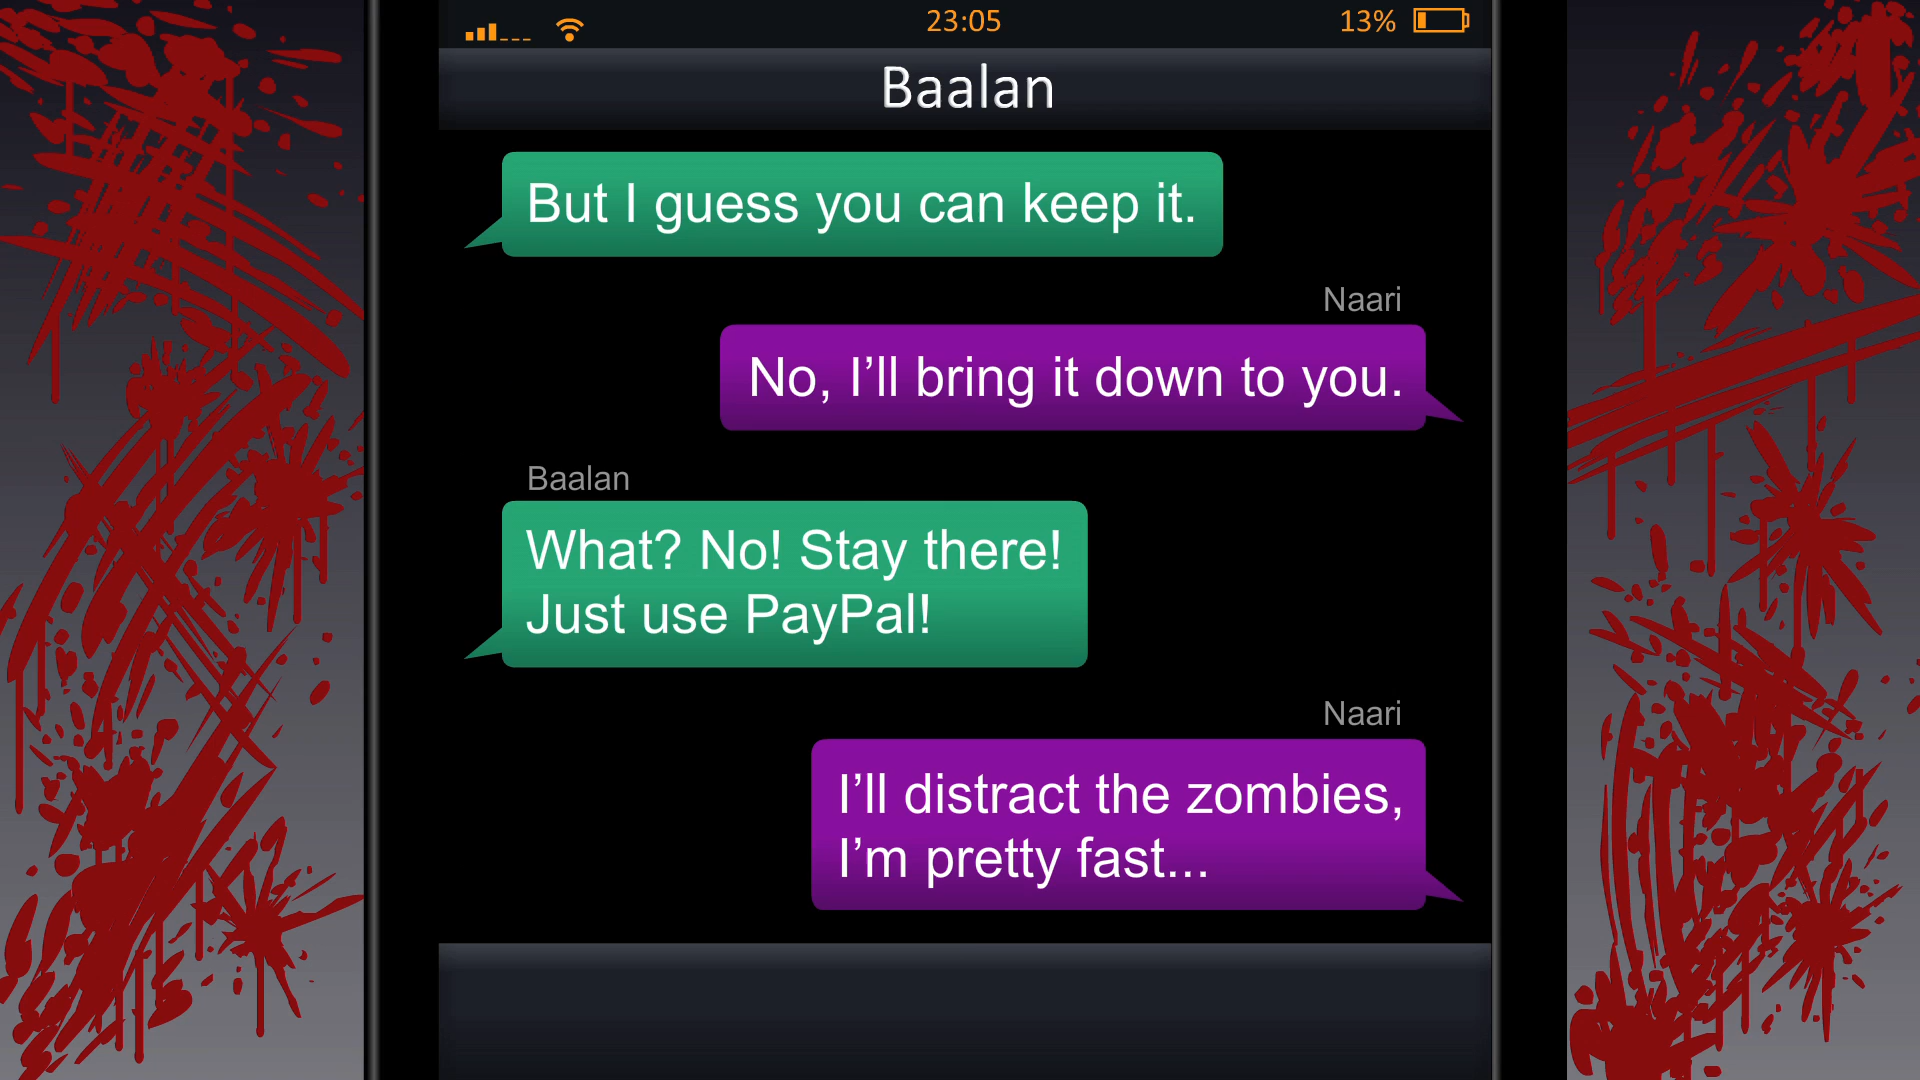 23:05
13%
Baalan
But I guess you can keep it.
Naari
No, I’ll bring it down to you.
Baalan
What? No! Stay there!
Just use PayPal!
Naari
I’ll distract the zombies,
I’m pretty fast...